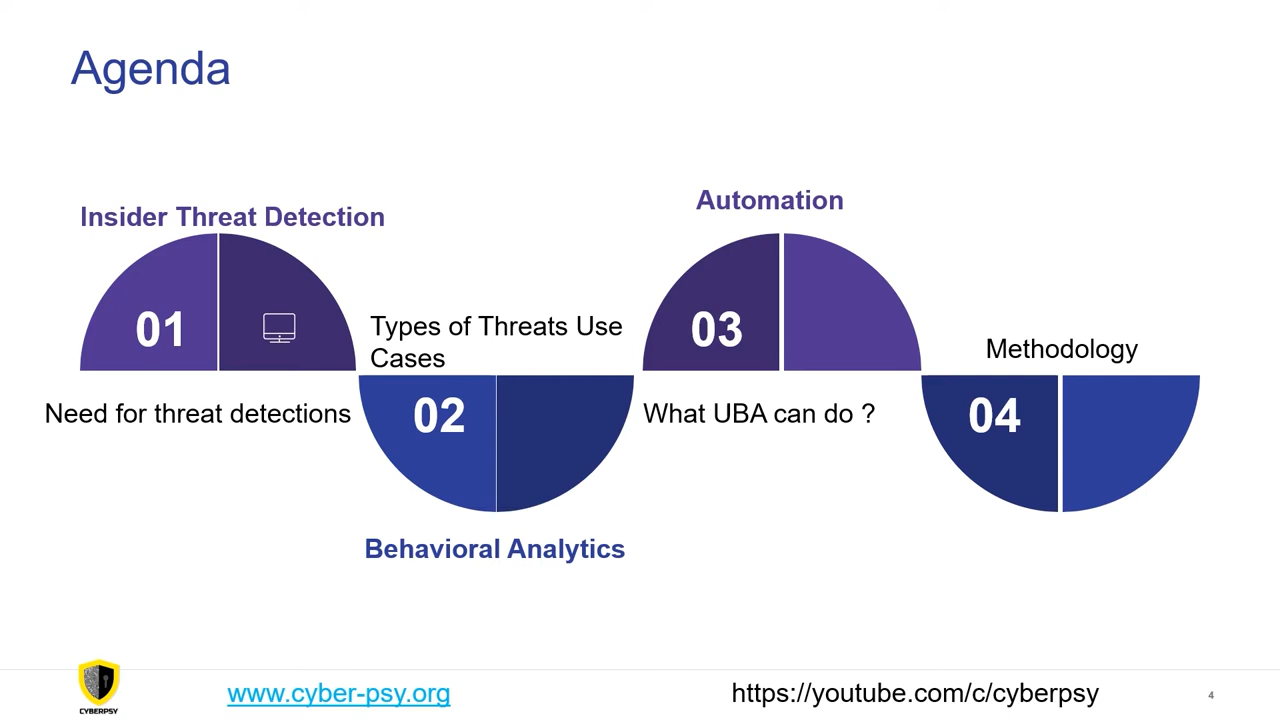 Agenda
Insider Threat Detection
01
Need for threat detections
Types of Threats Use
Cases
02
Behavioral Analytics
Automation
03
What UBA can do ?
Methodology
04
CYBERPSY
www.cyber-psy.org
https://youtube.com/c/cyberpsy
4